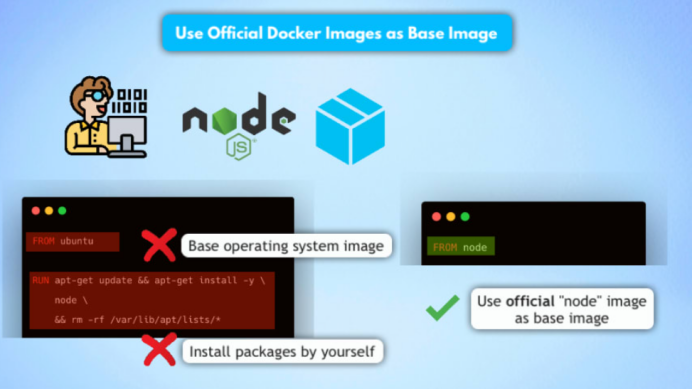 Use Official Docker Images as Base Image
0101
11010
node
JS
FROM ubuntu
Base operating system image
RUN apt-get update && apt-get install -y \
node \
&& rm -rf /var/lib/apt/lists/*
Install packages by yourself
FROM node
Use official "node" image
as base image